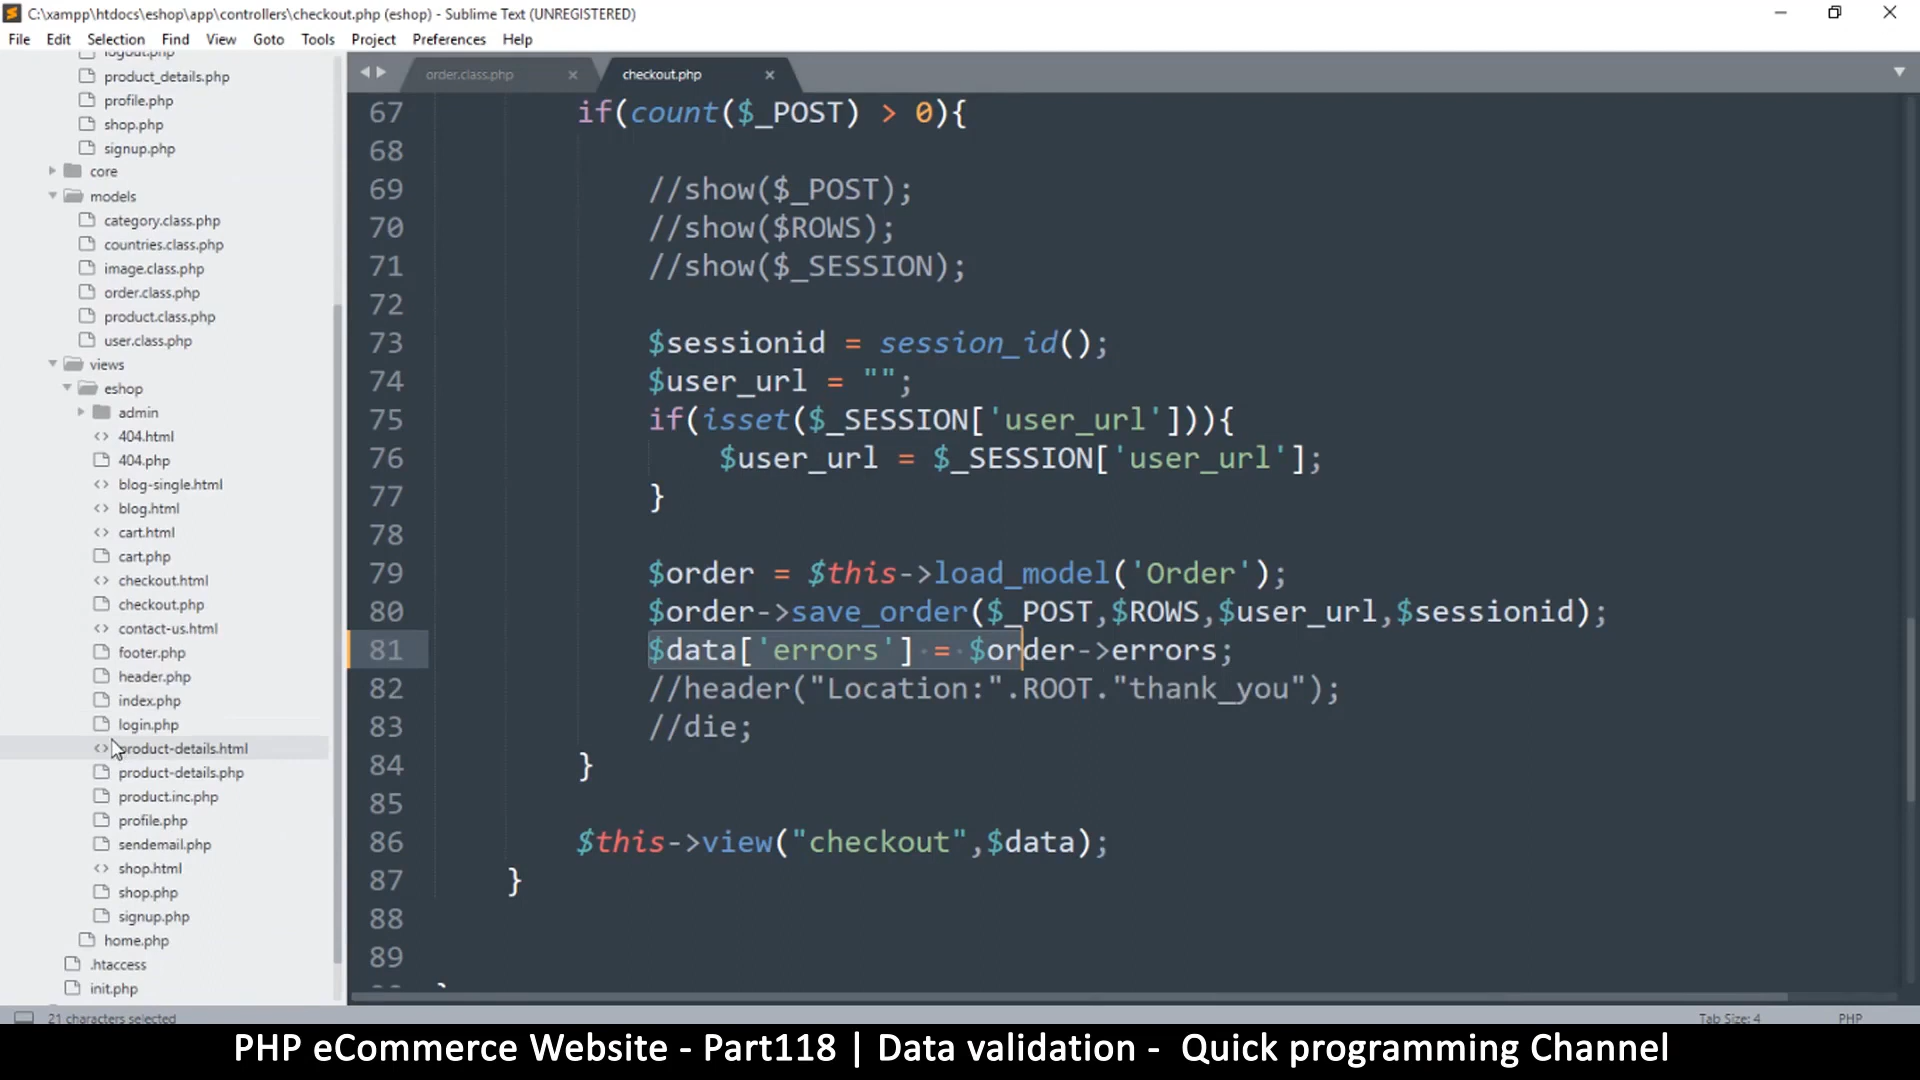 C:\xampp\htdocs\eshop\app\controllers\checkout.php (eshop) - Sublime Text (UNREGISTERED)
File Edit Selection Find View Goto Tools Project Preferences Help
logout.php
product_details.php
profile.php
shop.php
signup.php
core
models
category.class.php
countries.class.php
image.class.php
order.class.php
product.class.php
user.class.php
views
eshop
admin
404.html
404.php
blog-single.html
blog.html
cart.html
cart.php
checkout.html
checkout.php
contact-us.html
footer.php
header.php
index.php
login.php
product-details.html
product-details.php
product.inc.php
profile.php
sendemail.php
shop.html
shop.php
signup.php
home.php
.htaccess
init.php
order.class.php checkout.php
67 if(count($_POST) > 0){
68
69 //show($_POST);
70 //show($ROWS);
71 //show($_SESSION);
72
73 $sessionid = session_id();
74 $user_url = "";
75 if(isset($_SESSION['user_url'])){
76 $user_url = $_SESSION['user_url'];
77 }
78
79 $order = $this->load_model('Order');
80 $order->save_order($_POST,$ROWS,$user_url,$sessionid);
81 $data['errors'] = $order->errors;
82 //header("Location:".ROOT."thank_you");
83 //die;
84 }
85
86 $this->view("checkout",$data);
87 }
88
89
21 characters selected Tab Size: 4 PHP
PHP eCommerce Website - Part118 | Data validation - Quick programming Channel